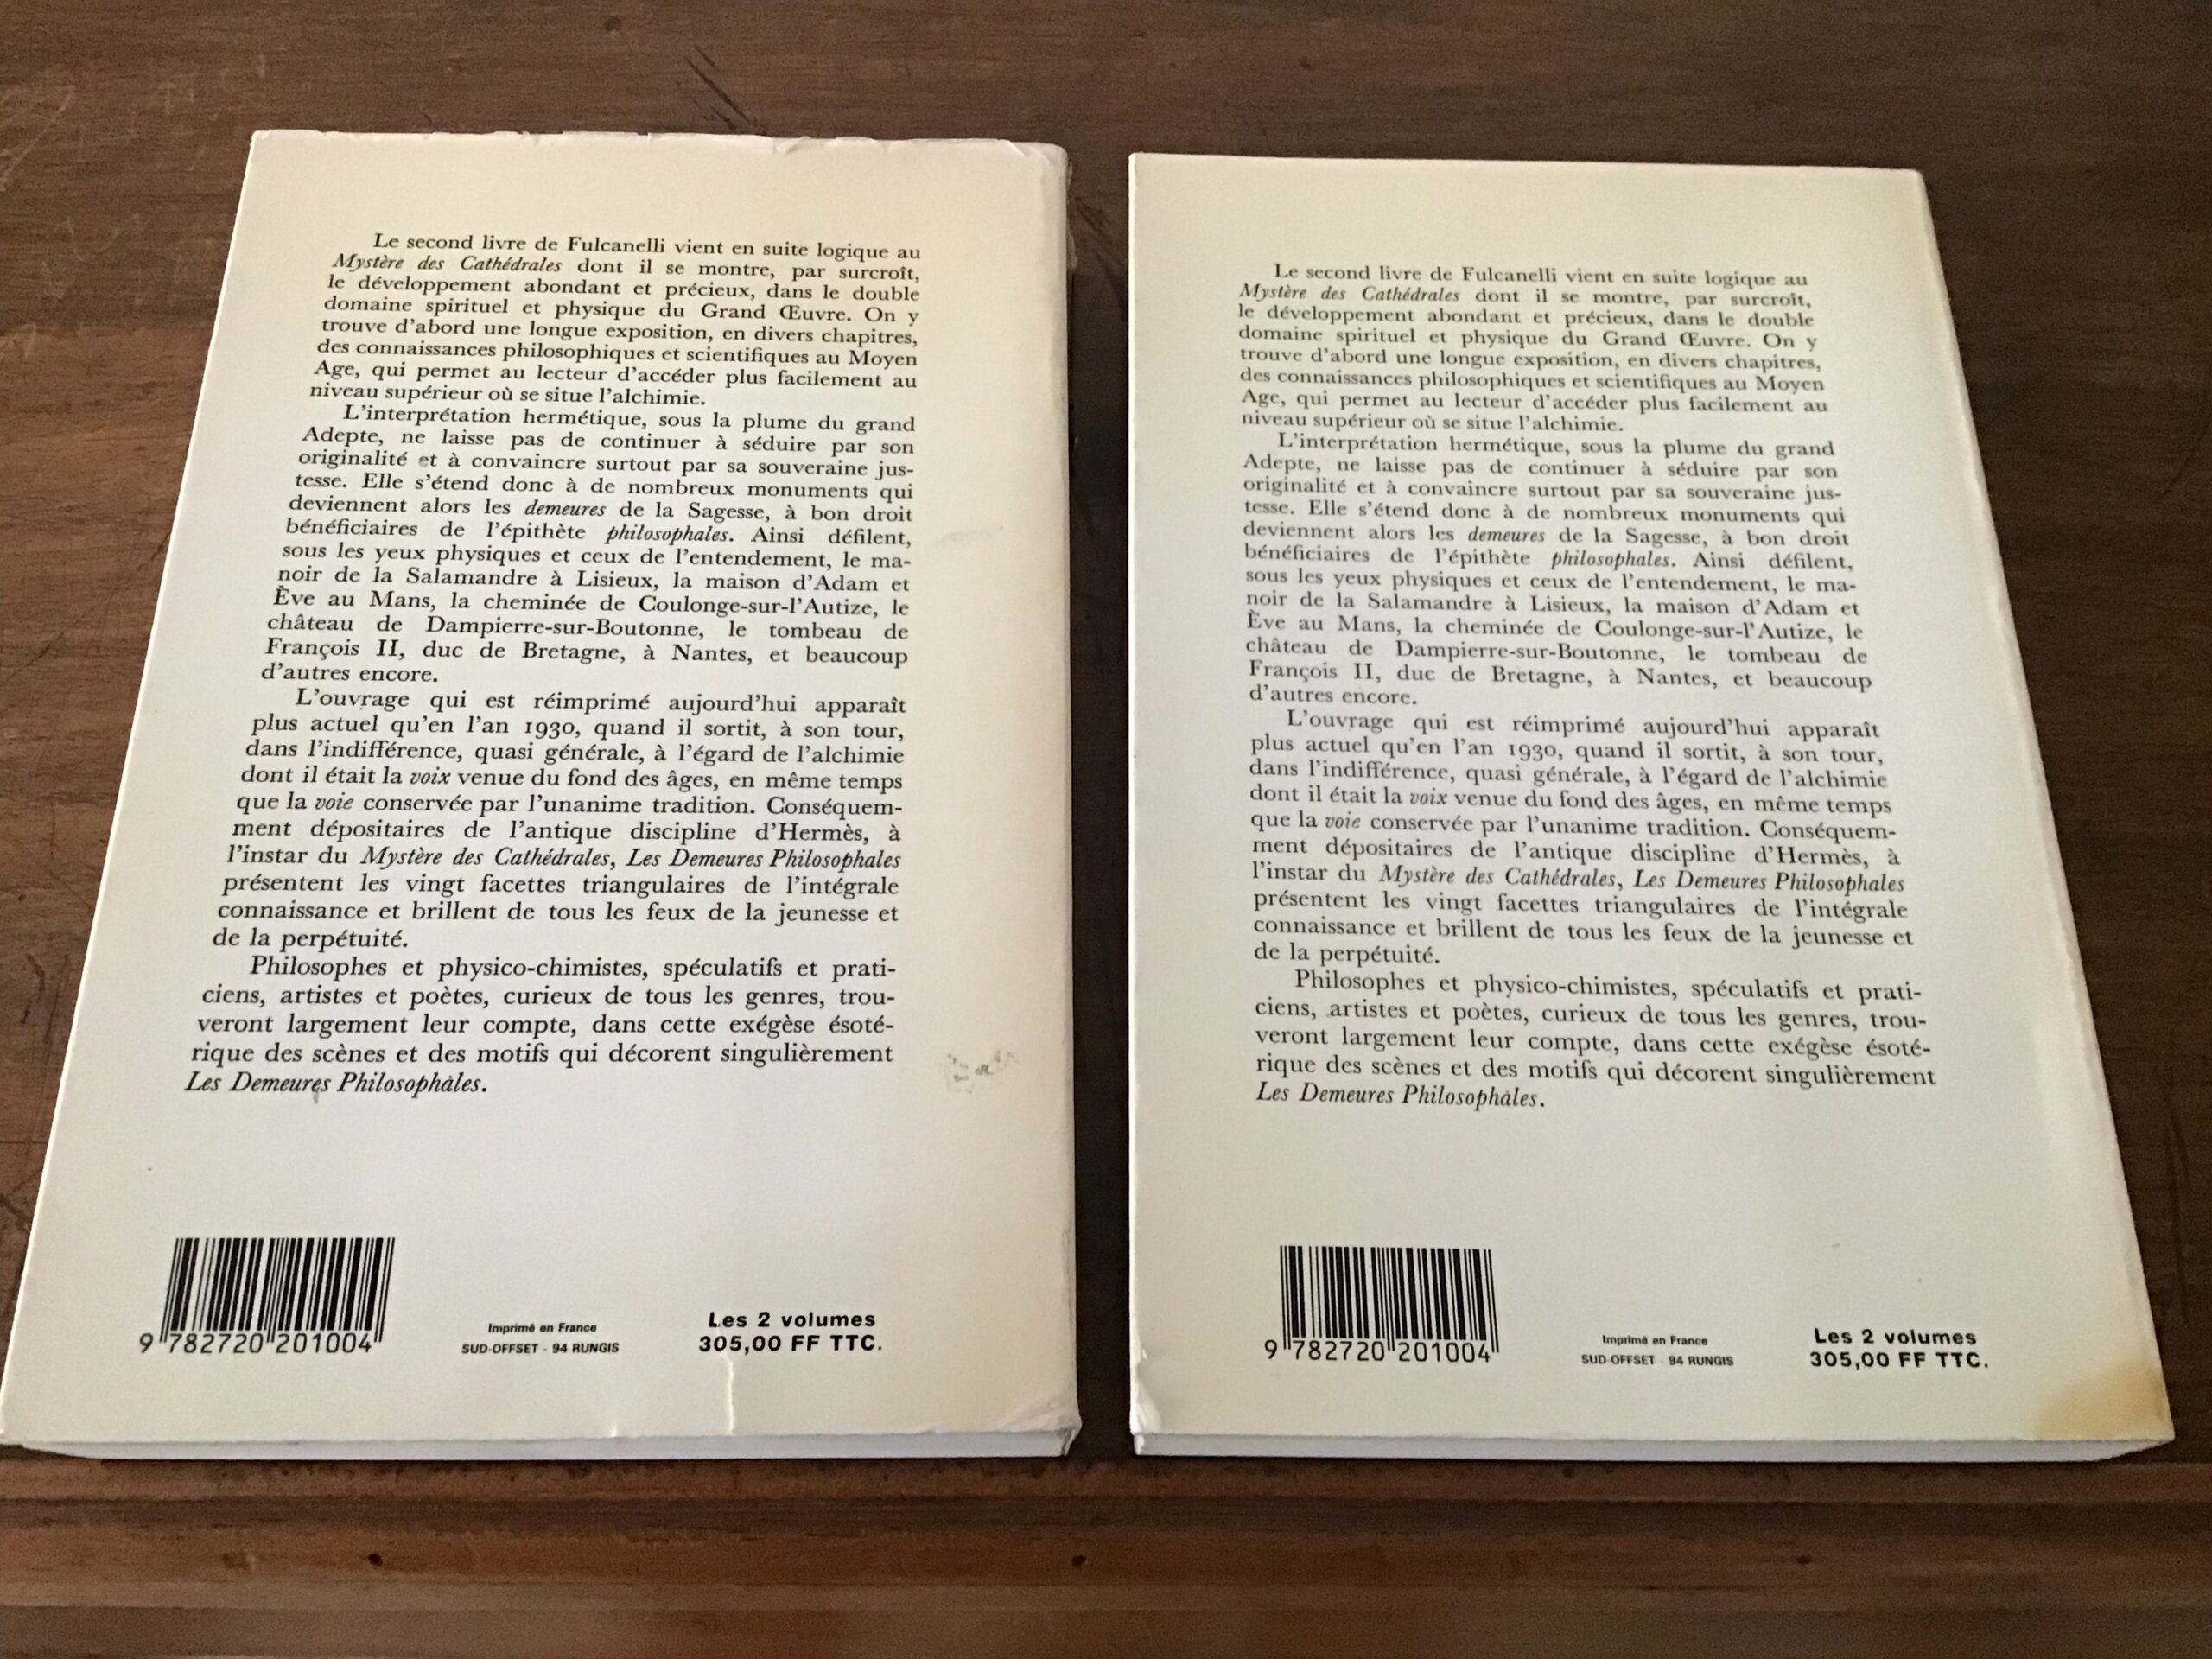 Le second livre de Fulcanelli vient en suite logique au
Mystère des Cathédrales dont il se montre, par surcroît,
le développement abondant et précieux, dans le double
domaine spirituel et physique du Grand Œuvre. On y
trouve d'abord une longue exposition, en divers chapitres,
des connaissances philosophiques et scientifiques au Moyen
Age, qui permet au lecteur d'accéder plus facilement au
niveau supérieur où se situe l'alchimie.
L'interprétation hermétique, sous la plume du grand
Adepte, ne laisse pas de continuer à séduire par son
originalité et à convaincre surtout par sa souveraine jus-
tesse. Elle s'étend donc à de nombreux monuments qui
deviennent alors les demeures de la Sagesse, à bon droit
bénéficiaires de l'épithète philosophales. Ainsi défilent,
sous les yeux physiques et ceux de l'entendement, le ma-
noir de la Salamandre à Lisieux, la maison d'Adam et
Ève au Mans, la cheminée de Coulonge-sur-l'Autize, le
château de Dampierre-sur-Boutonne, le tombeau de
François II, duc de Bretagne, à Nantes, et beaucoup
d'autres encore.
L'ouvrage qui est réimprimé aujourd'hui apparaît
plus actuel qu'en l'an 1930, quand il sortit, à son tour,
dans l'indifférence, quasi générale, à l'égard de l'alchimie
dont il était la voix venue du fond des âges, en même temps
que la voie conservée par l'unanime tradition. Conséquem-
ment dépositaires de l'antique discipline d'Hermès, à
l'instar du Mystère des Cathédrales, Les Demeures Philosophales
présentent les vingt facettes triangulaires de l'intégrale
connaissance et brillent de tous les feux de la jeunesse et
de la perpétuité.
Philosophes et physico-chimistes, spéculatifs et prati-
ciens, artistes et poètes, curieux de tous les genres, trou-
veront largement leur compte, dans cette exégèse ésoté-
rique des scènes et des motifs qui décorent singulièrement
Les Demeures Philosophales.
9 782720 201004
Imprimé en France
SUD-OFFSET - 94 RUNGIS
Les 2 volumes
305,00 FF TTC.
Le second livre de Fulcanelli vient en suite logique au
Mystère des Cathédrales dont il se montre, par surcroît,
le développement abondant et précieux, dans le double
domaine spirituel et physique du Grand Œuvre. On y
trouve d'abord une longue exposition, en divers chapitres,
des connaissances philosophiques et scientifiques au Moyen
Age, qui permet au lecteur d'accéder plus facilement au
niveau supérieur où se situe l'alchimie.
L'interprétation hermétique, sous la plume du grand
Adepte, ne laisse pas de continuer à séduire par son
originalité et à convaincre surtout par sa souveraine jus-
tesse. Elle s'étend donc à de nombreux monuments qui
deviennent alors les demeures de la Sagesse, à bon droit
bénéficiaires de l'épithète philosophales. Ainsi défilent,
sous les yeux physiques et ceux de l'entendement, le ma-
noir de la Salamandre à Lisieux, la maison d'Adam et
Ève au Mans, la cheminée de Coulonge-sur-l'Autize, le
château de Dampierre-sur-Boutonne, le tombeau de
François II, duc de Bretagne, à Nantes, et beaucoup
d'autres encore.
L'ouvrage qui est réimprimé aujourd'hui apparaît
plus actuel qu'en l'an 1930, quand il sortit, à son tour,
dans l'indifférence, quasi générale, à l'égard de l'alchimie
dont il était la voix venue du fond des âges, en même temps
que la voie conservée par l'unanime tradition. Conséquem-
ment dépositaires de l'antique discipline d'Hermès, à
l'instar du Mystère des Cathédrales, Les Demeures Philosophales
présentent les vingt facettes triangulaires de l'intégrale
connaissance et brillent de tous les feux de la jeunesse et
de la perpétuité.
Philosophes et physico-chimistes, spéculatifs et prati-
ciens, artistes et poètes, curieux de tous les genres, trou-
veront largement leur compte, dans cette exégèse ésoté-
rique des scènes et des motifs qui décorent singulièrement
Les Demeures Philosophales.
9 782720 201004
Imprimé en France
SUD-OFFSET - 94 RUNGIS
Les 2 volumes
305,00 FF TTC.